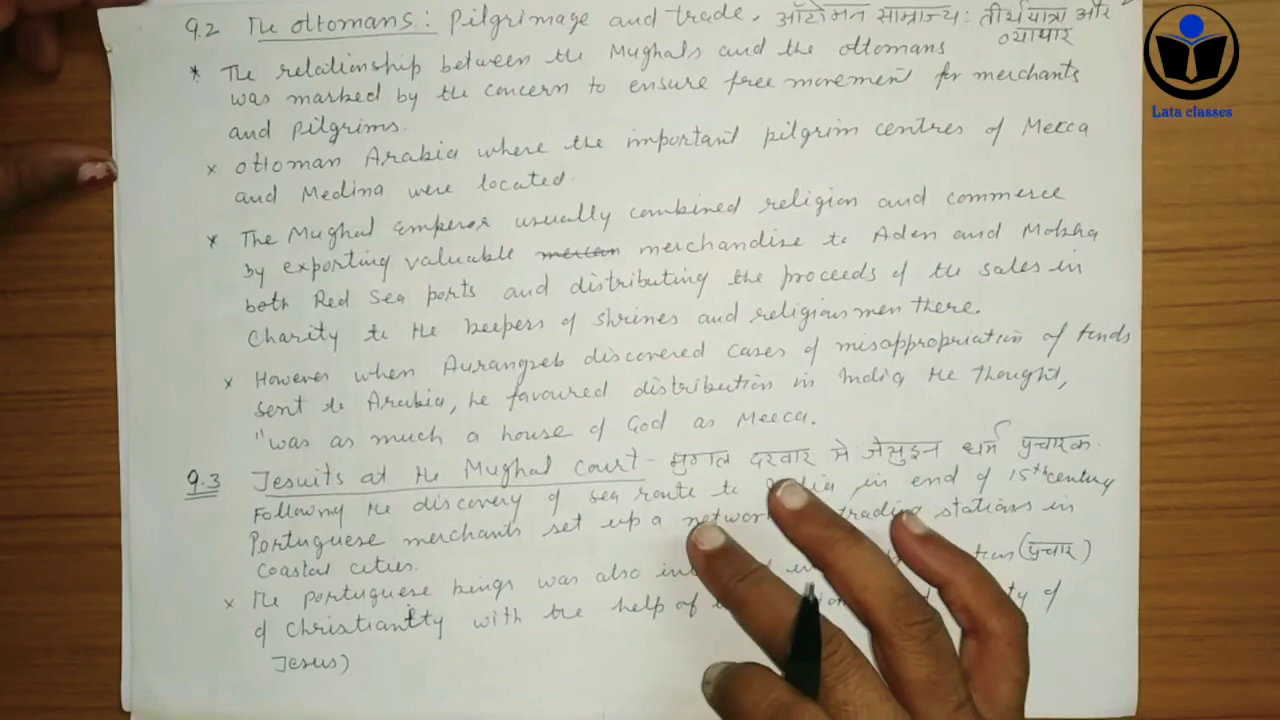 9.2 The Ottomans: Pilgrimage and trade. ऑटोमन साम्राज्य: तीर्थयात्रा और
व्यापार
Lata classes
* The relationship between the Mughals and the Ottomans
was marked by the concern to ensure free movement for merchants
and pilgrims.
x Ottoman Arabia where the important pilgrim centres of Mecca
and Medina were located.
x The Mughal Emperor usually combined religion and commerce
by exporting valuable merchandise to Aden and Mokha
both Red Sea ports and distributing the proceeds of the sales in
Charity to the keepers of shrines and religious men there.
x However when Aurangzeb discovered cases of misappropriation of funds
sent to Arabia, he favoured distribution in India He thought,
"was as much a house of God as Mecca.
9.3 Jesuits at the Mughal Court - मुगल दरबार मे जेसुइन धर्म प्रचारक
Following the discovery of sea route to India, in end of 15th century
Portuguese merchants set up a network trading stations in
coastal cities.
x The portuguese kings was also (प्रचार)
of Christianity with the help of of
Jesus)